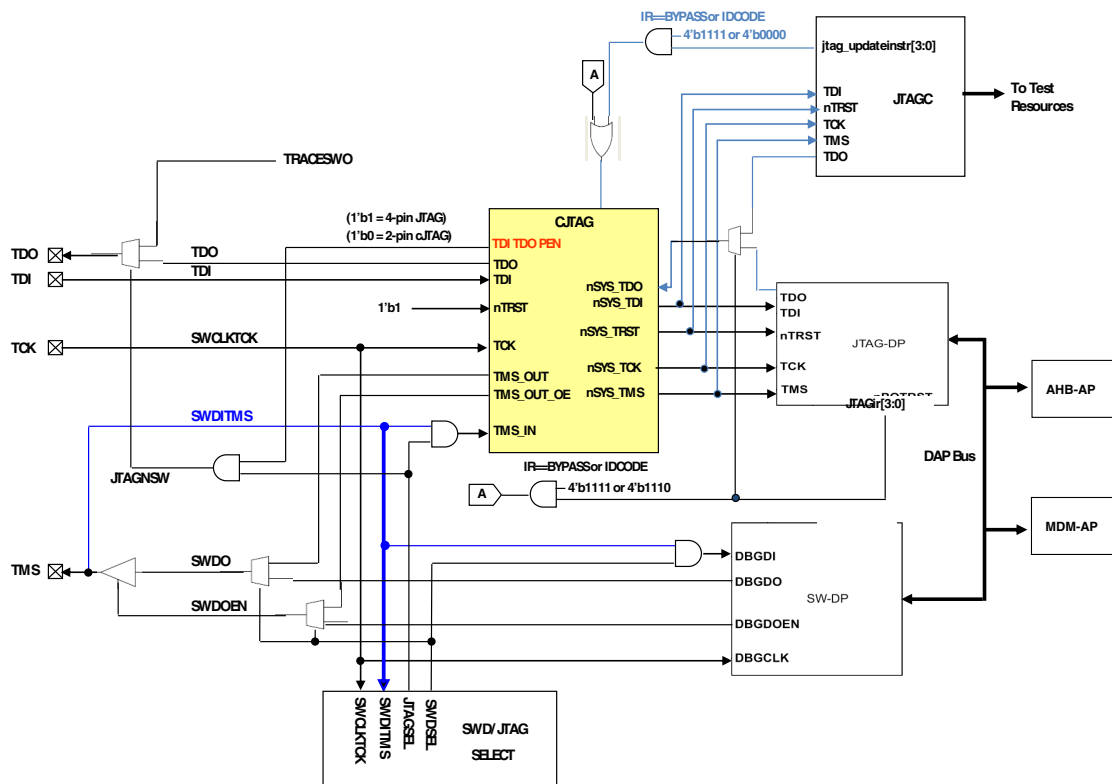 IR==BYPASS or IDCODE
4'b1111 or 4'b0000
jtag_updateinstr[3:0]
A
JTAGC
To Test
Resources
TDI
nTRST
TCK
TMS
TDO
TRACESWO
(1'b1 = 4-pin JTAG)
(1'b0 = 2-pin cJTAG)
CJTAG
TDI TDO PEN
TDO
TDO
TDO
TDI
TDI
TDI
nSYS_TDO
nSYS_TDI
TDO
TDI
1'b1
nTRST
nSYS_TRST
nTRST
JTAG-DP
TCK
SWCLKTCK
TCK
nSYS_TCK
TCK
TMS_OUT
TMS_OUT_OE
nSYS_TMS
TMS
JTAGir[3:0]
AHB-AP
SWDITMS
TMS_IN
DAP Bus
JTAGNSW
IR==BYPASS or IDCODE
A
4'b1111 or 4'b1110
MDM-AP
TMS
SWDO
DBGDI
DBGDO
SW-DP
SWDOEN
DBGDOEN
DBGCLK
SWCLKTCK
SWDITMS
JTAGSEL
SWDSEL
SWD/JTAG
SELECT